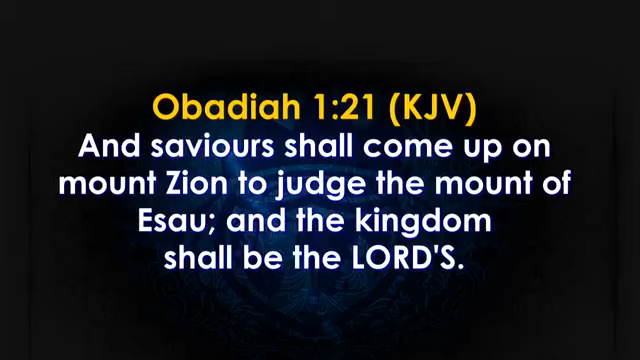 Obadiah 1:21 (KJV)
And saviours shall come up on
mount Zion to judge the mount of
Esau; and the kingdom
shall be the LORD'S.